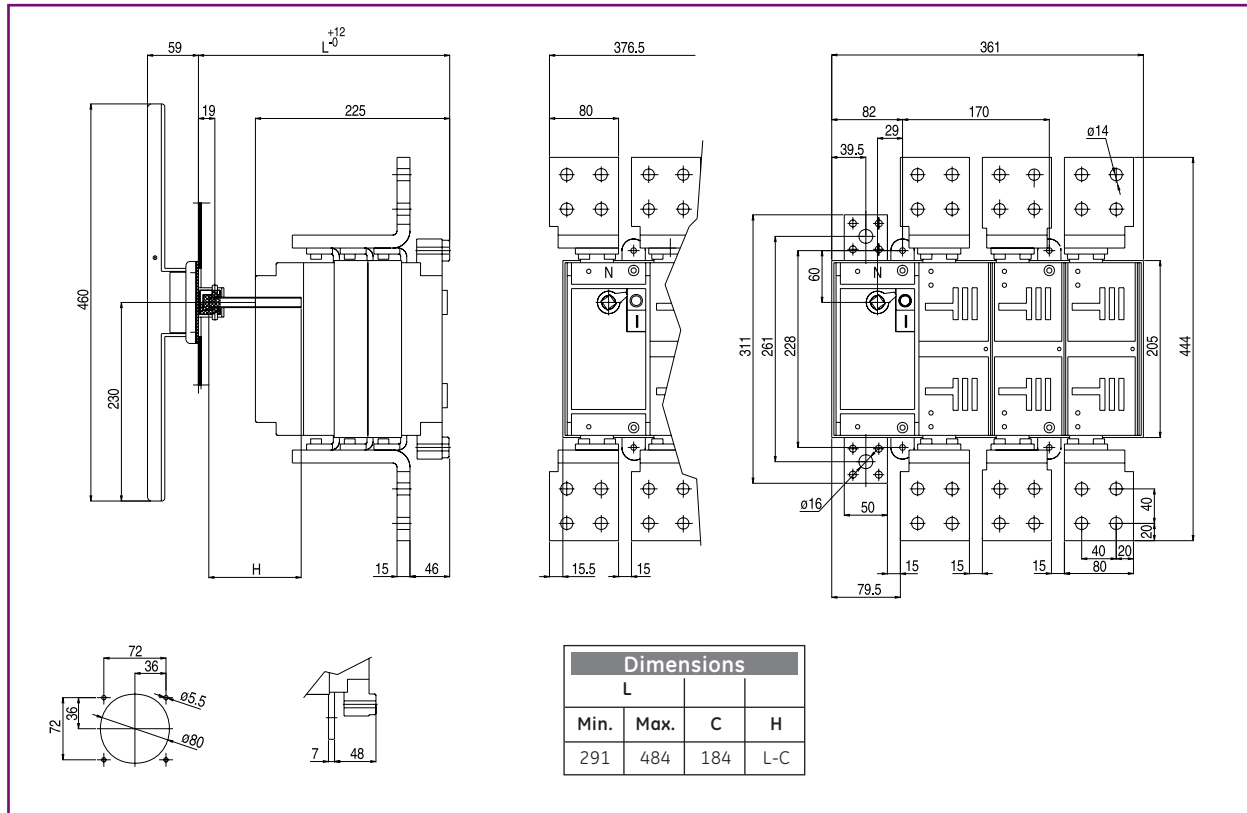 +12
L-0
59
376.5
361
19
225
80
82
170
29
39.5
ø14
460
230
N
O
I
60
N
O
I
311
261
228
205
444
ø16
50
40
20
H
15
46
15.5
15
15
15
40
20
80
79.5
72
36
ø5.5
72
36
ø80
7
48
Dimensions
L
Min.
Max.
C
H
291
484
184
L-C